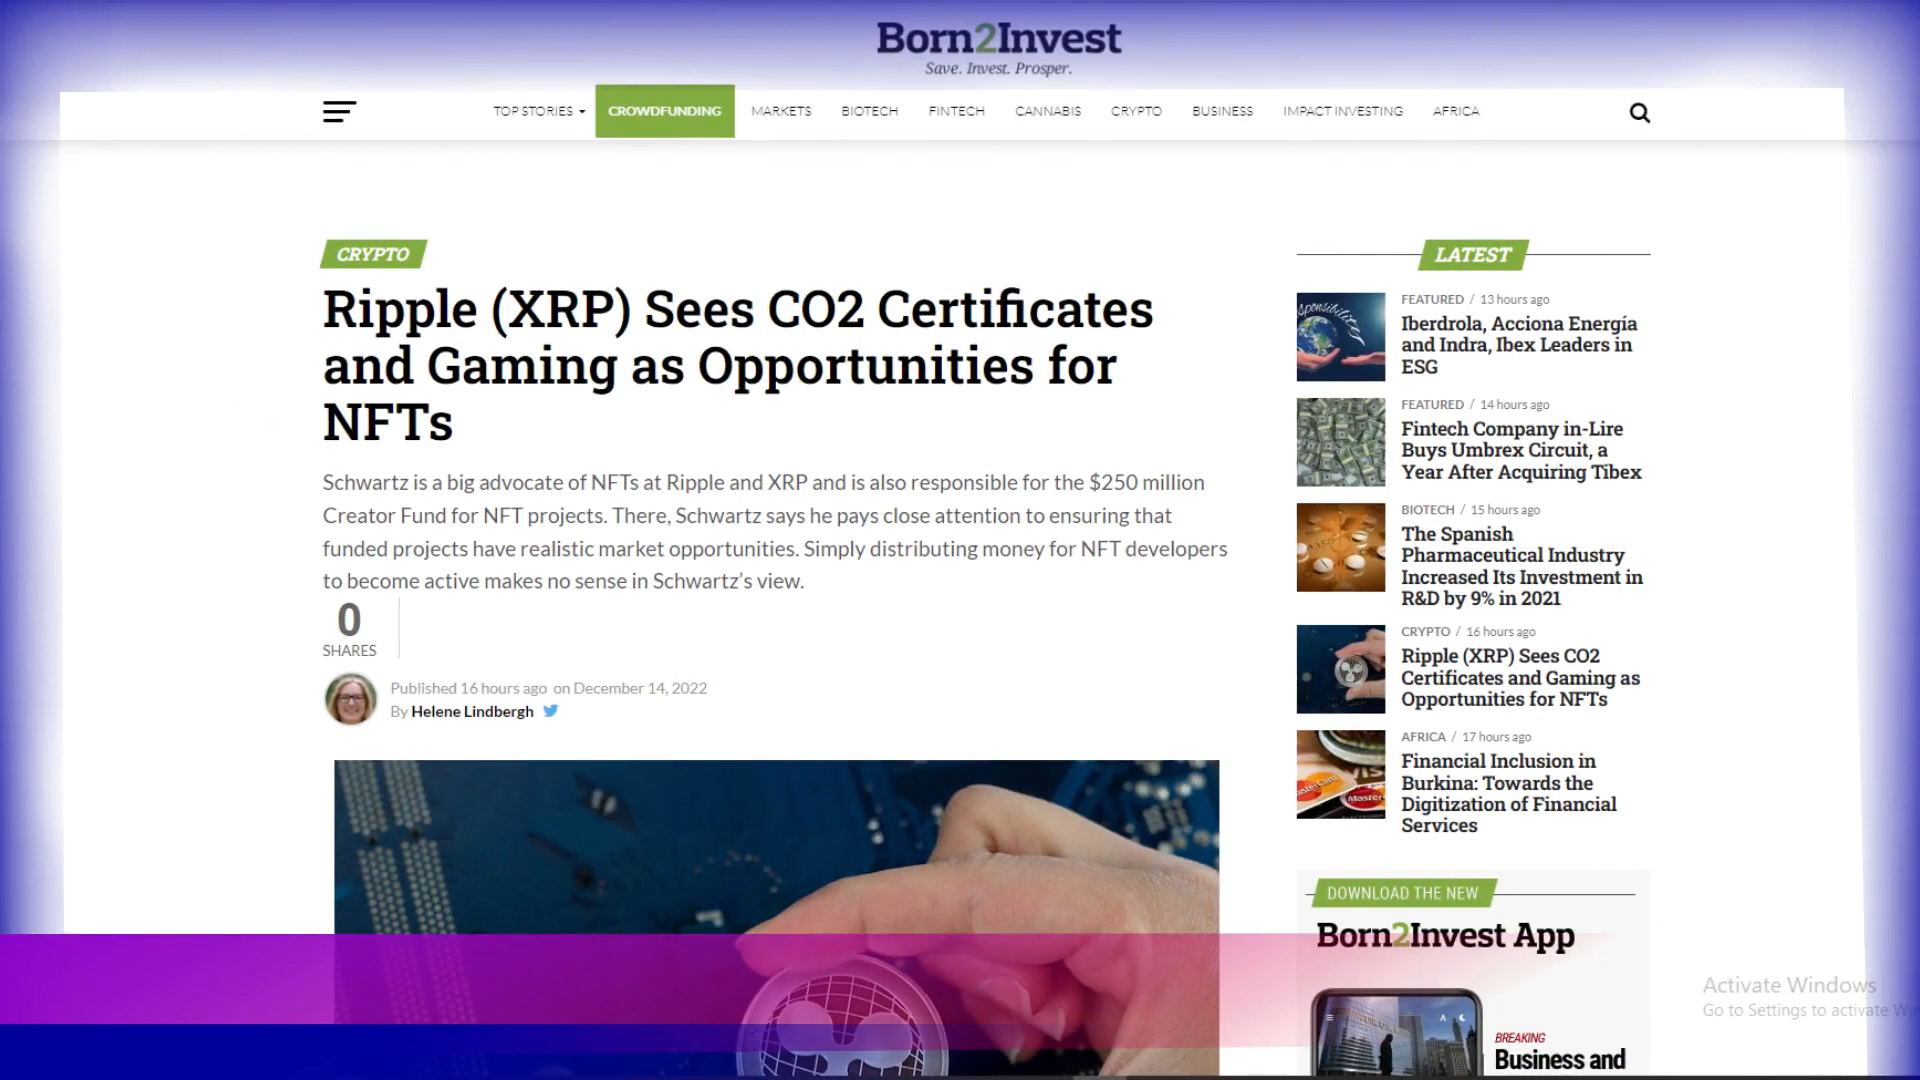 Born2Invest
Save. Invest. Prosper.
TOP STORIES CROWDFUNDING MARKETS BIOTECH FINTECH CANNABIS CRYPTO BUSINESS IMPACT INVESTING AFRICA
CRYPTO
Ripple (XRP) Sees CO2 Certificates
and Gaming as Opportunities for
NFTs
Schwartz is a big advocate of NFTs at Ripple and XRP and is also responsible for the $250 million
Creator Fund for NFT projects. There, Schwartz says he pays close attention to ensuring that
funded projects have realistic market opportunities. Simply distributing money for NFT developers
to become active makes no sense in Schwartz's view.
0
SHARES
Published 16 hours ago on December 14, 2022
By Helene Lindbergh
LATEST
FEATURED / 13 hours ago
Iberdrola, Acciona Energía
and Indra, Ibex Leaders in
ESG
FEATURED / 14 hours ago
Fintech Company in-Lire
Buys Umbrex Circuit, a
Year After Acquiring Tibex
BIOTECH / 15 hours ago
The Spanish
Pharmaceutical Industry
Increased Its Investment in
R&D by 9% in 2021
CRYPTO / 16 hours ago
Ripple (XRP) Sees CO2
Certificates and Gaming as
Opportunities for NFTs
AFRICA / 17 hours ago
Financial Inclusion in
Burkina: Towards the
Digitization of Financial
Services
DOWNLOAD THE NEW
Born2Invest App
BREAKING
Business and
Activate Windows
Go to Settings to activate